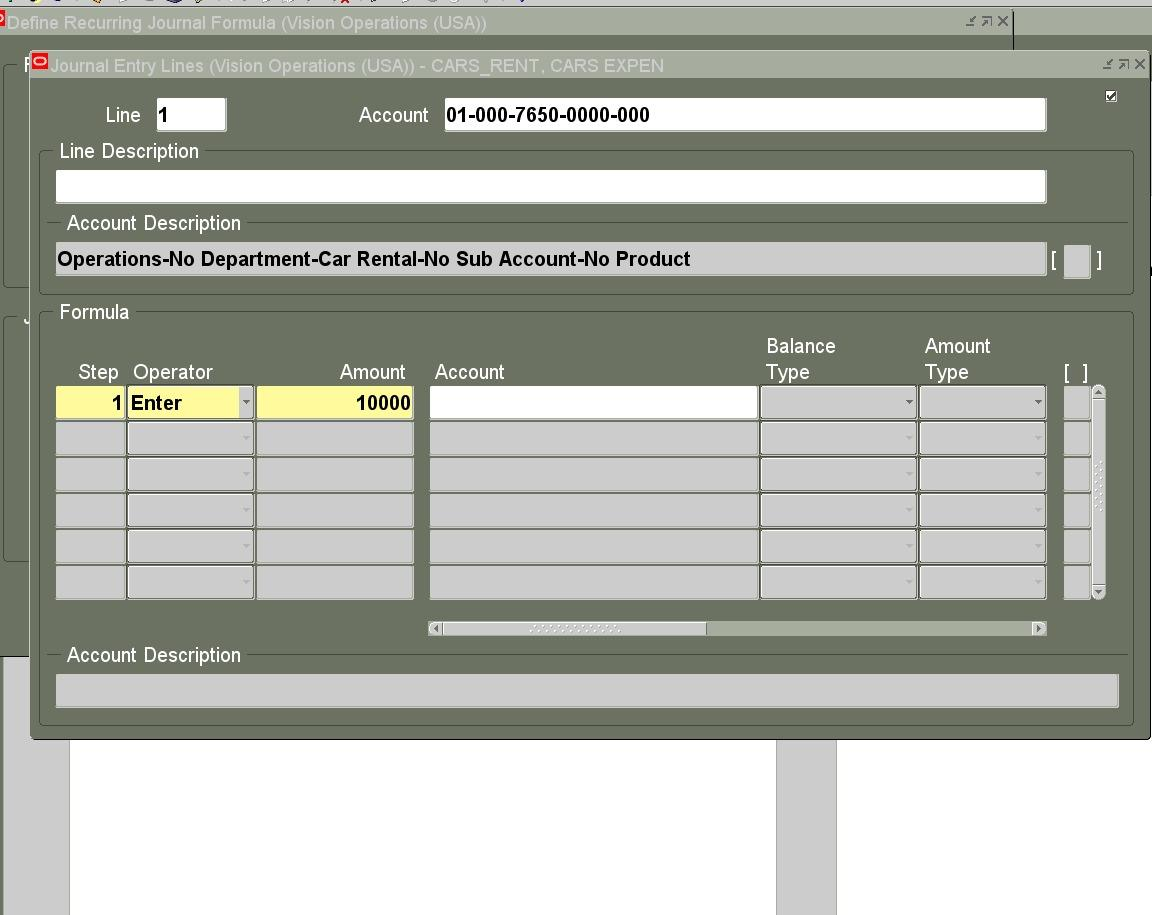 Define Recurring Journal Formula (Vision Operations (USA))
Journal Entry Lines (Vision Operations (USA)) - CARS_RENT, CARS EXPEN
Line 1 Account 01-000-7650-0000-000
Line Description
Account Description
Operations-No Department-Car Rental-No Sub Account-No Product [ ]
Formula
Balance Amount
Step Operator Amount Account Type Type [ ]
1 Enter 10000
Account Description